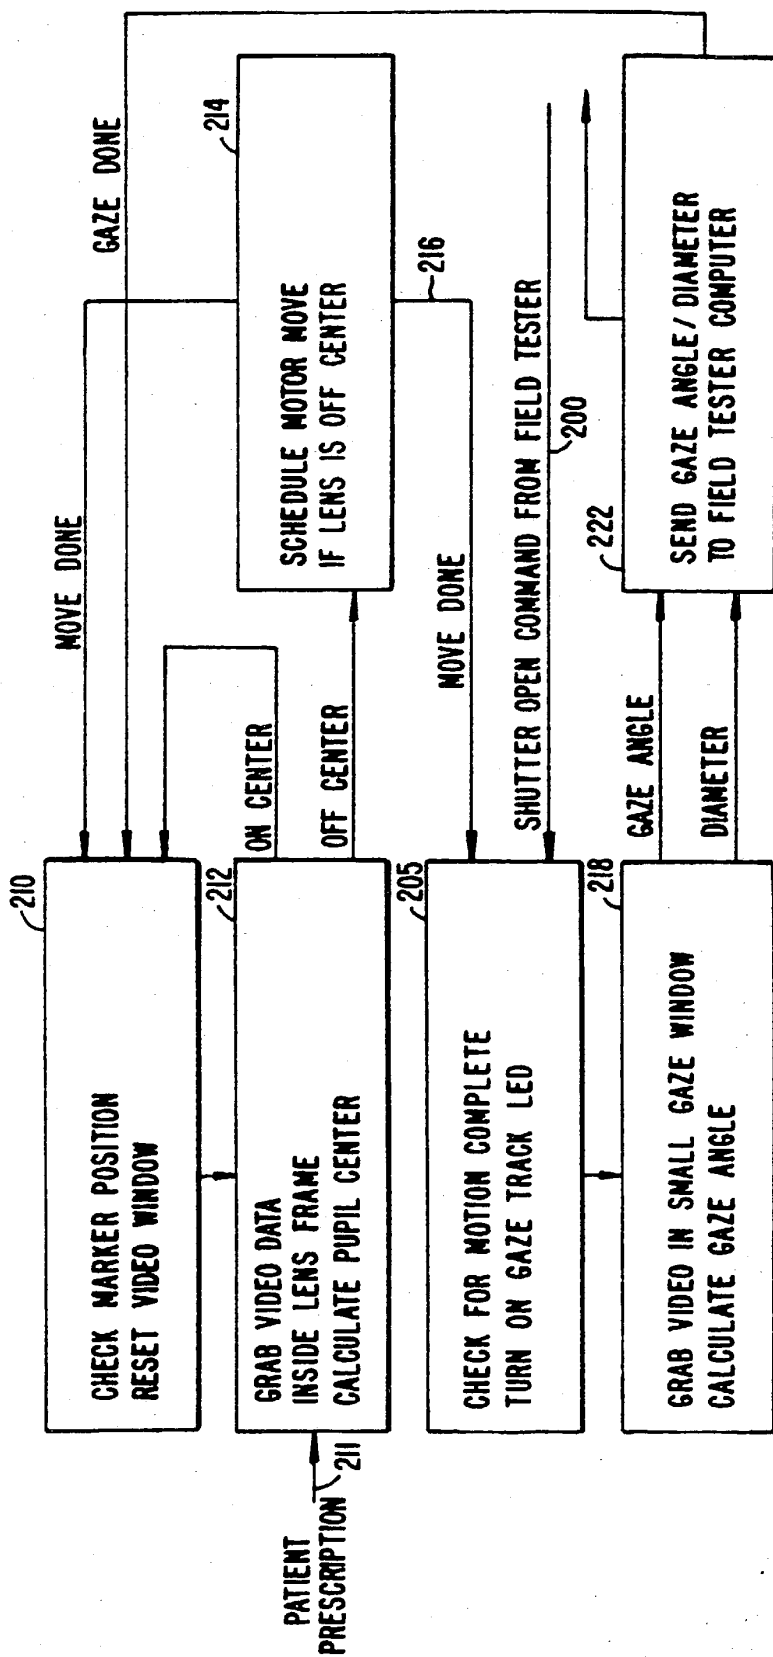 GAZE DONE
MOVE DONE
210
CHECK MARKER POSITION
RESET VIDEO WINDOW
214
SCHEDULE MOTOR MOVE
IF LENS IS OFF CENTER
216
ON CENTER
OFF CENTER
212
GRAB VIDEO DATA
INSIDE LENS FRAME
CALCULATE PUPIL CENTER
PATIENT
PRESCRIPTION
211
MOVE DONE
SHUTTER OPEN COMMAND FROM FIELD TESTER
200
205
CHECK FOR MOTION COMPLETE
TURN ON GAZE TRACK LED
218
GRAB VIDEO IN SMALL GAZE WINDOW
CALCULATE GAZE ANGLE
GAZE ANGLE
DIAMETER
222
SEND GAZE ANGLE/DIAMETER
TO FIELD TESTER COMPUTER